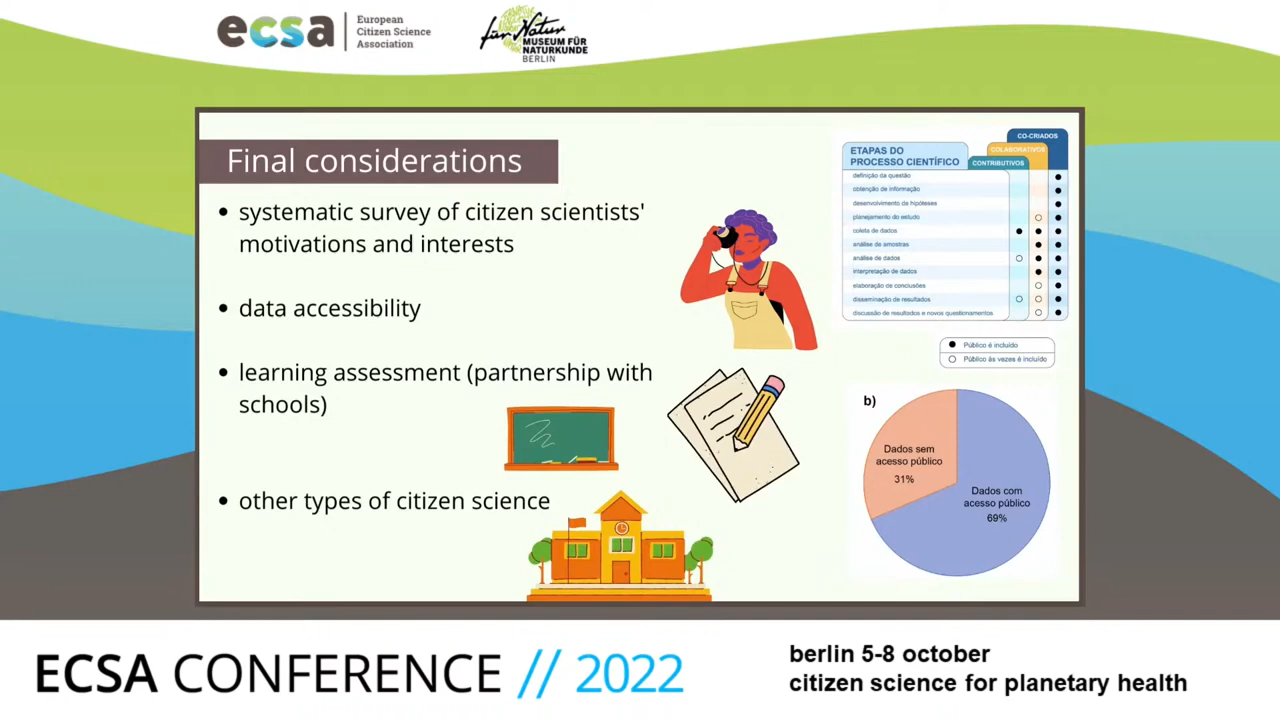 ecsa
European
Citizen Science
Association
für Natur
MUSEUM FÜR
NATURKUNDE
BERLIN
Final considerations
• systematic survey of citizen scientists'
motivations and interests
• data accessibility
• learning assessment (partnership with
schools)
• other types of citizen science
CO-CRIADOS
COLABORATIVOS
CONTRIBUTIVOS
ETAPAS DO
PROCESSO CIENTÍFICO
definição da questão
obtenção de informação
desenvolvimento da hipóteses
planejamento do estudo
coleta de dados
análise de amostras
análise de dados
interpretação de dados
elaboração de conclusões
disseminação de resultados
discussão de resultados e novos questionamentos
Público é incluído
Público às vezes é incluído
b)
Dados sem
acesso público
31%
Dados com
acesso público
69%
ECSA CONFERENCE // 2022
berlin 5-8 october
citizen science for planetary health